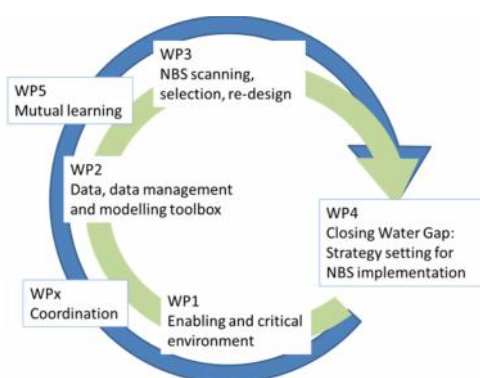 WP3
NBS scanning,
selection, re-design
WP5
Mutual learning
WP2
Data, data management
and modelling toolbox
WP4
Closing Water Gap:
Strategy setting for
NBS implementation
WPx
Coordination
WP1
Enabling and critical
environment